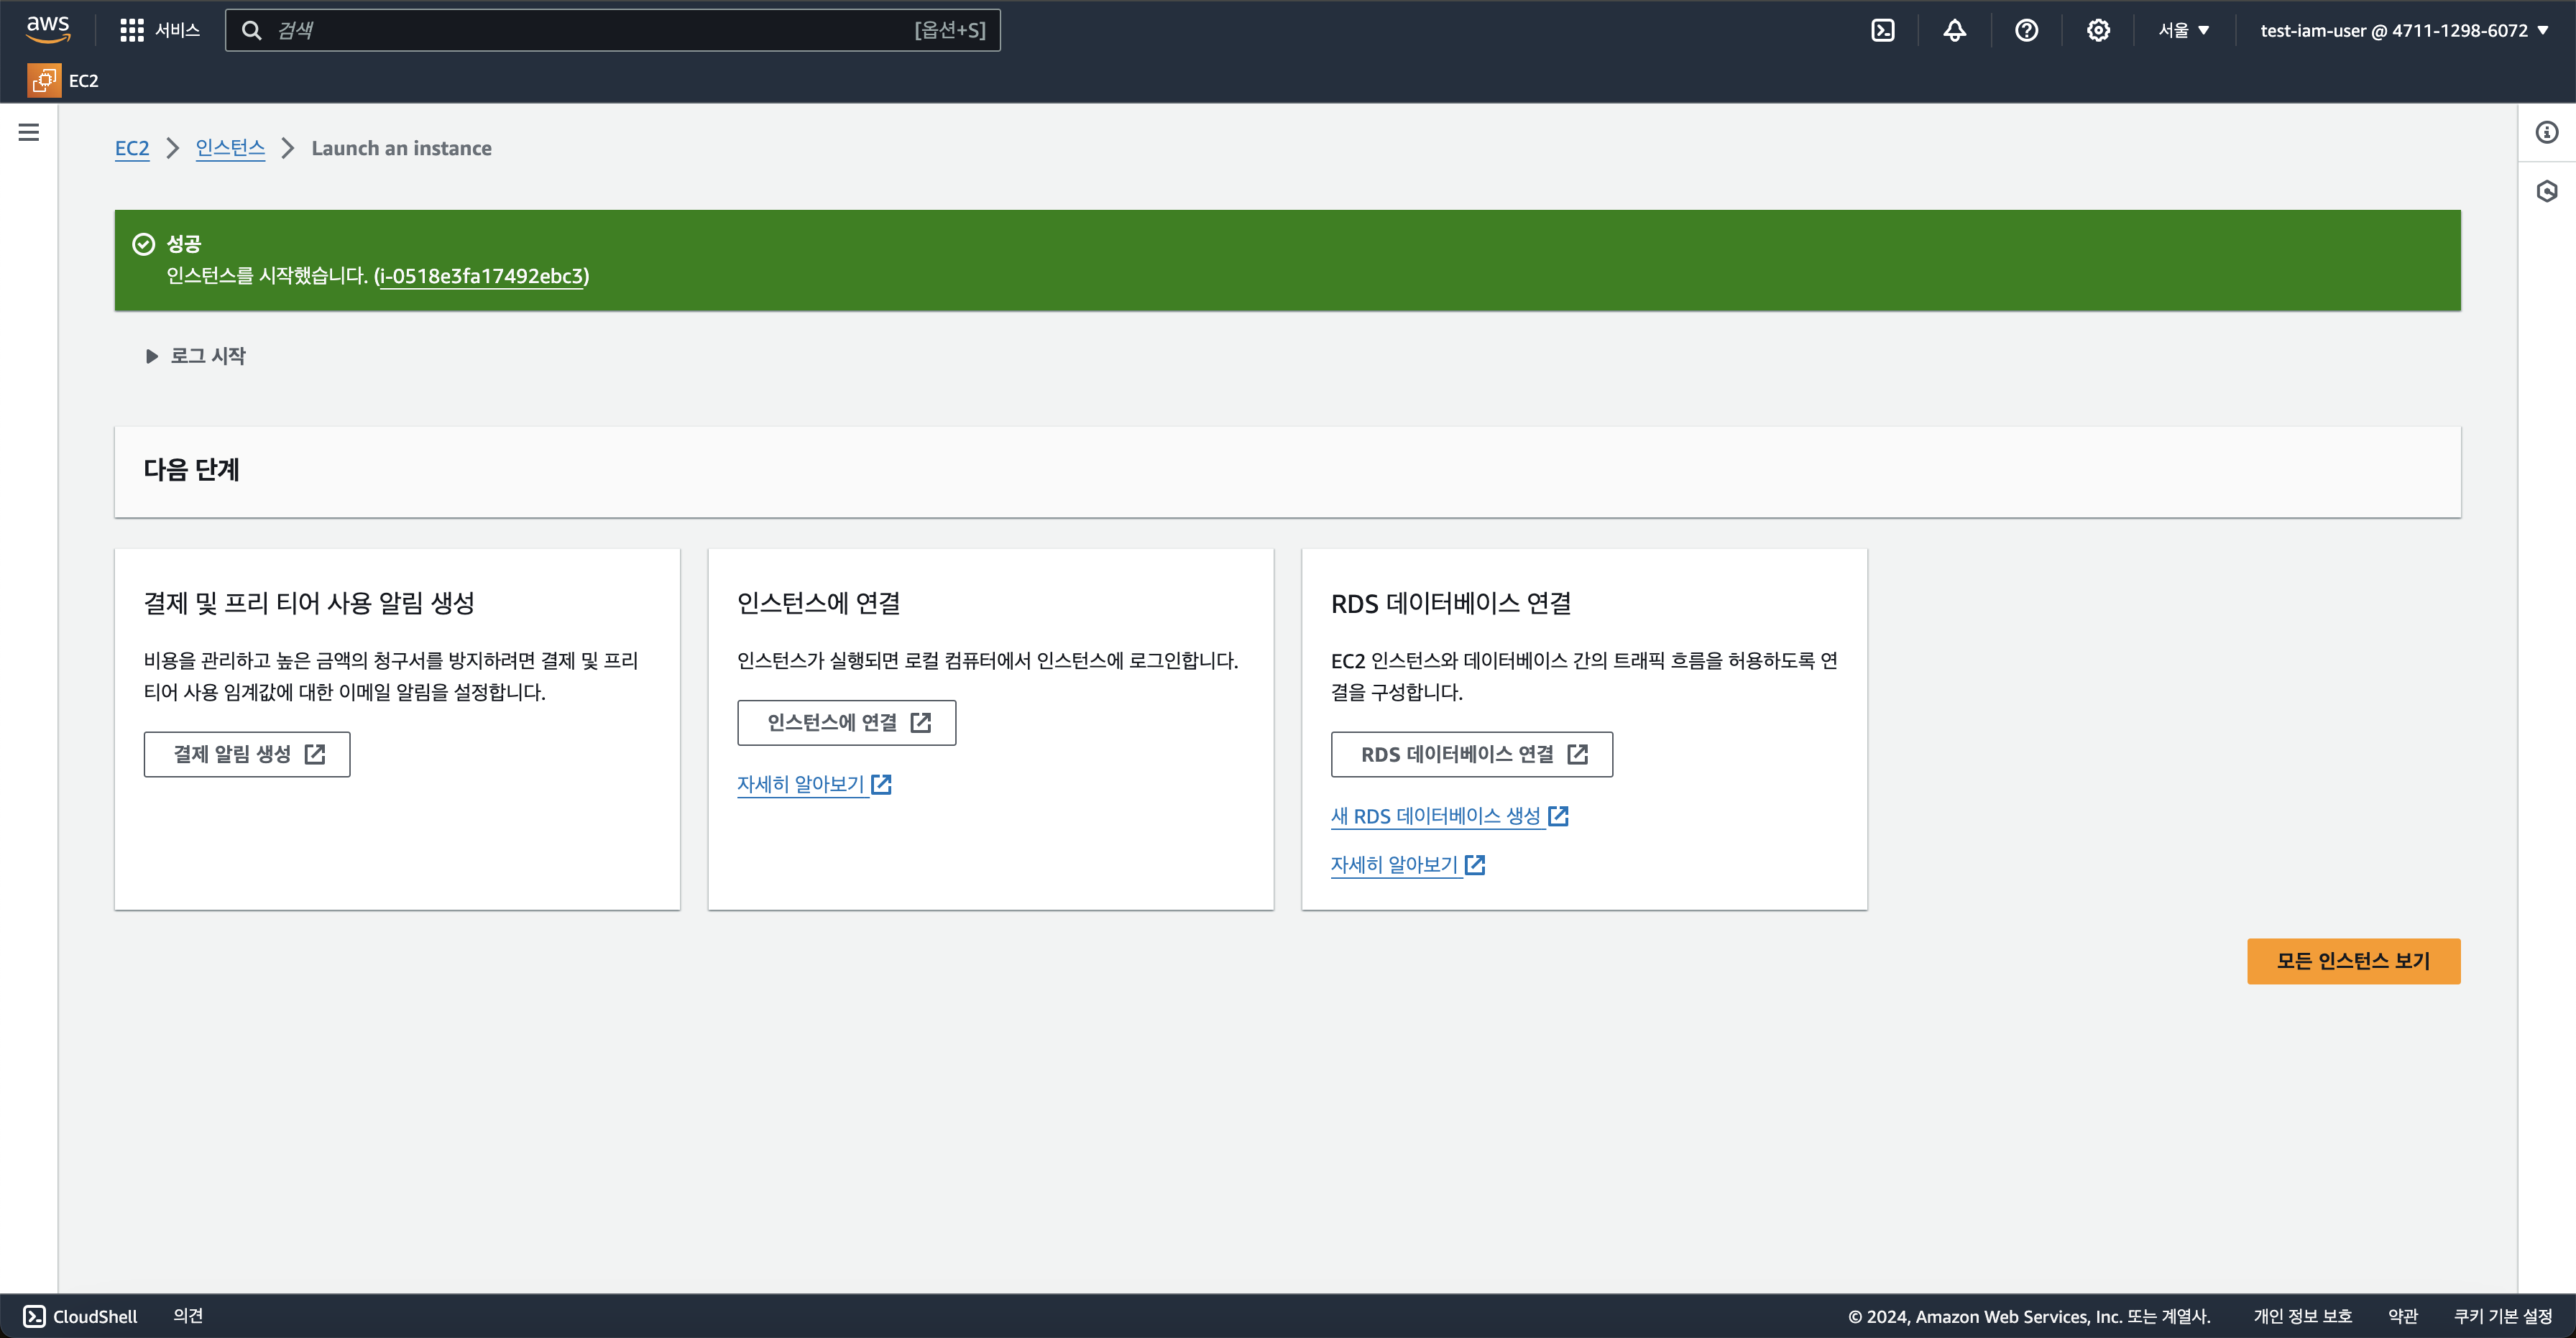 aws
서비스
검색
[옵션+S]
서울
test-iam-user @ 4711-1298-6072
EC2
EC2
인스턴스
Launch an instance
성공
인스턴스를 시작했습니다. (i-0518e3fa17492ebc3)
로그 시작
다음 단계
결제 및 프리 티어 사용 알림 생성
비용을 관리하고 높은 금액의 청구서를 방지하려면 결제 및 프리
티어 사용 임계값에 대한 이메일 알림을 설정합니다.
결제 알림 생성
인스턴스에 연결
인스턴스가 실행되면 로컬 컴퓨터에서 인스턴스에 로그인합니다.
인스턴스에 연결
자세히 알아보기
RDS 데이터베이스 연결
EC2 인스턴스와 데이터베이스 간의 트래픽 흐름을 허용하도록 연
결을 구성합니다.
RDS 데이터베이스 연결
새 RDS 데이터베이스 생성
자세히 알아보기
모든 인스턴스 보기
CloudShell
의견
© 2024, Amazon Web Services, Inc. 또는 계열사.
개인 정보 보호
약관
쿠키 기본 설정